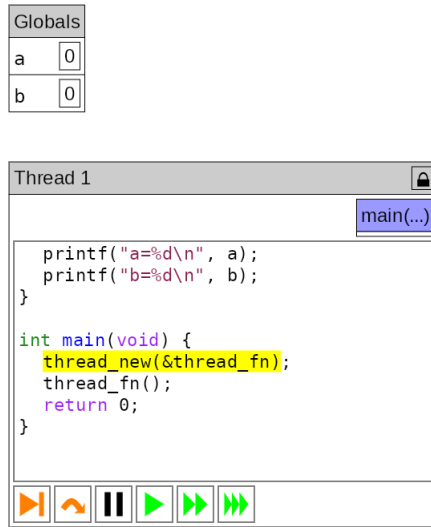 Globals
a 0
b 0
Thread 1
main(...)
printf("a=%d\n", a);
printf("b=%d\n", b);
}
int main(void) {
thread_new(&thread_fn);
thread_fn();
return 0;
}